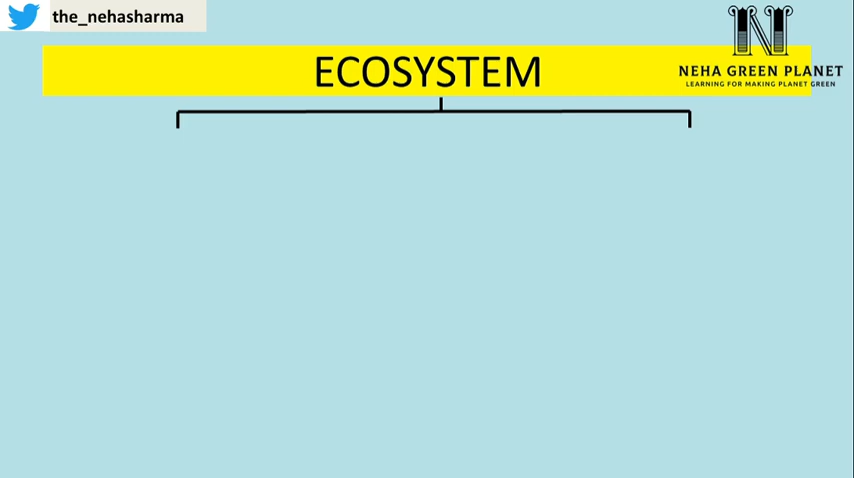 the_nehasharma
ECOSYSTEM
N
NEHA GREEN PLANET
LEARNING FOR MAKING PLANET GREEN